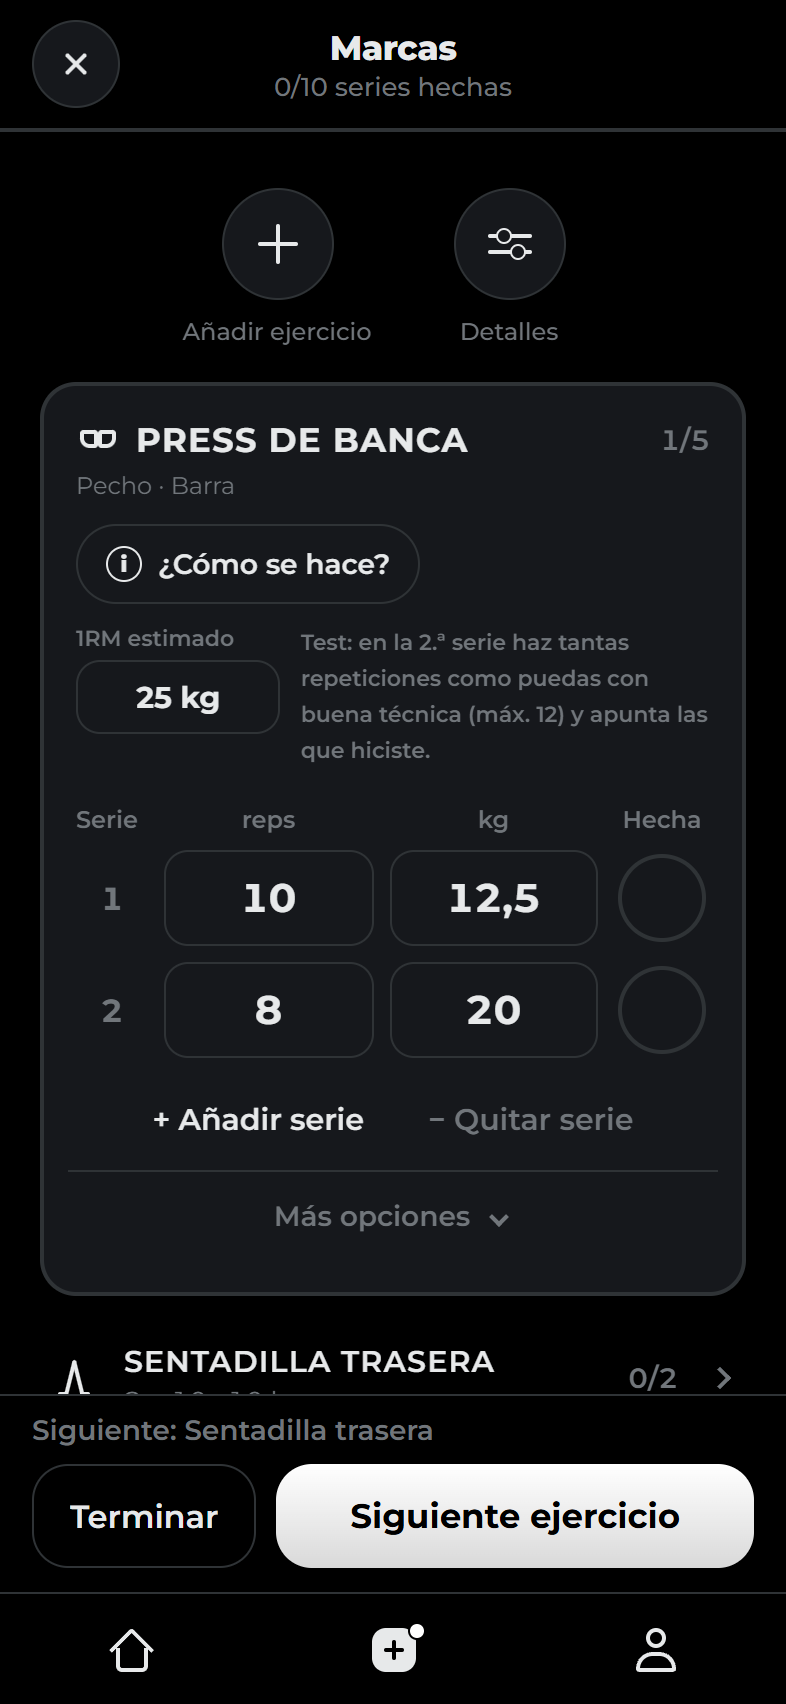 Marcas
0/10 series hechas
Añadir ejercicio
Detalles
PRESS DE BANCA
1/5
Pecho · Barra
¿Cómo se hace?
1RM estimado
25 kg
Test: en la 2.ª serie haz tantas
repeticiones como puedas con
buena técnica (máx. 12) y apunta las
que hiciste.
Serie reps kg Hecha
1 10 12,5
2 8 20
+ Añadir serie
− Quitar serie
Más opciones
SENTADILLA TRASERA
0/2
Siguiente: Sentadilla trasera
Terminar
Siguiente ejercicio